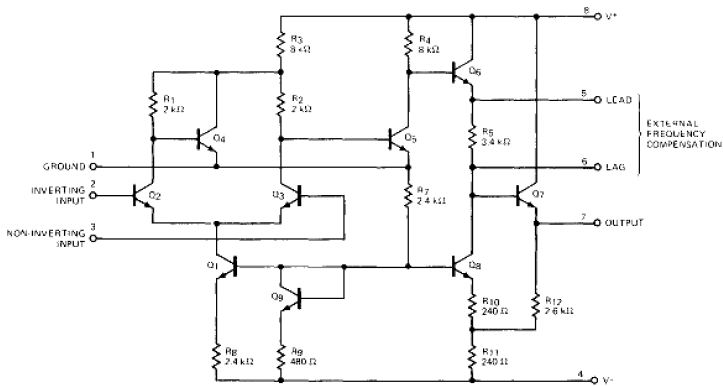 8
V+
R3
8 kΩ
R4
8 kΩ
Q6
5
LEAD
R1
2 kΩ
R2
2 kΩ
Q4
Q5
R5
3.4 kΩ
EXTERNAL
FREQUENCY
COMPENSATION
1
GROUND
6
LAG
2
INVERTING
INPUT
Q2
Q3
R7
2.4 kΩ
Q7
3
NON-INVERTING
INPUT
7
OUTPUT
Q1
Q8
Q9
R10
240 Ω
R12
2.6 kΩ
R8
2.4 kΩ
R9
480 Ω
R11
240 Ω
4
V-